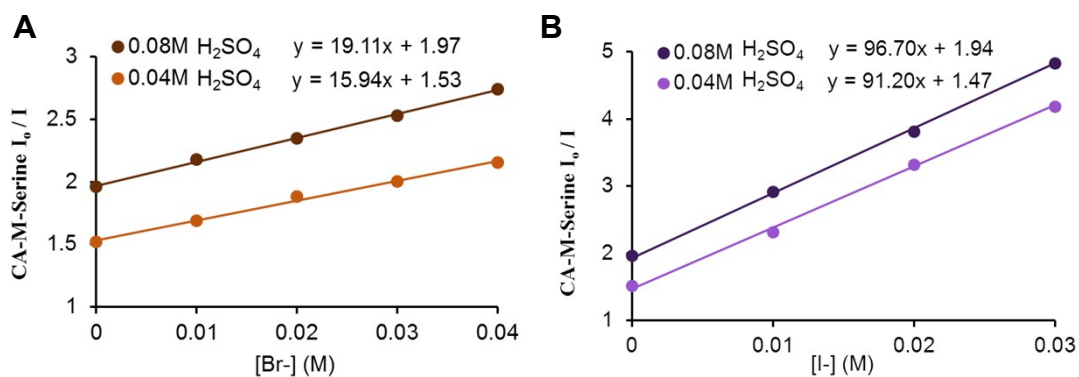 A
0.08M H₂SO₄ y = 19.11x + 1.97
0.04M H₂SO₄ y = 15.94x + 1.53
CA-M-Serine Iₒ / I
3
2.5
2
1.5
1
0 0.01 0.02 0.03 0.04
[Br-] (M)
B
0.08M H₂SO₄ y = 96.70x + 1.94
0.04M H₂SO₄ y = 91.20x + 1.47
CA-M-Serine Iₒ / I
5
4
3
2
1
0 0.01 0.02 0.03
[I-] (M)